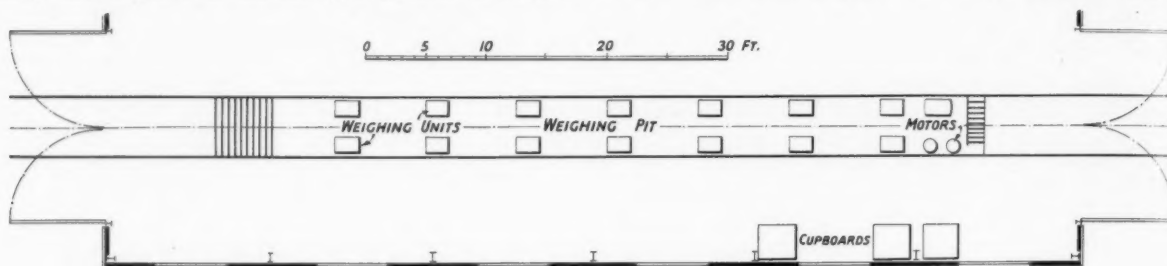 0 5 10 20 30 FT.
WEIGHING UNITS WEIGHING PIT MOTORS
CUPBOARDS